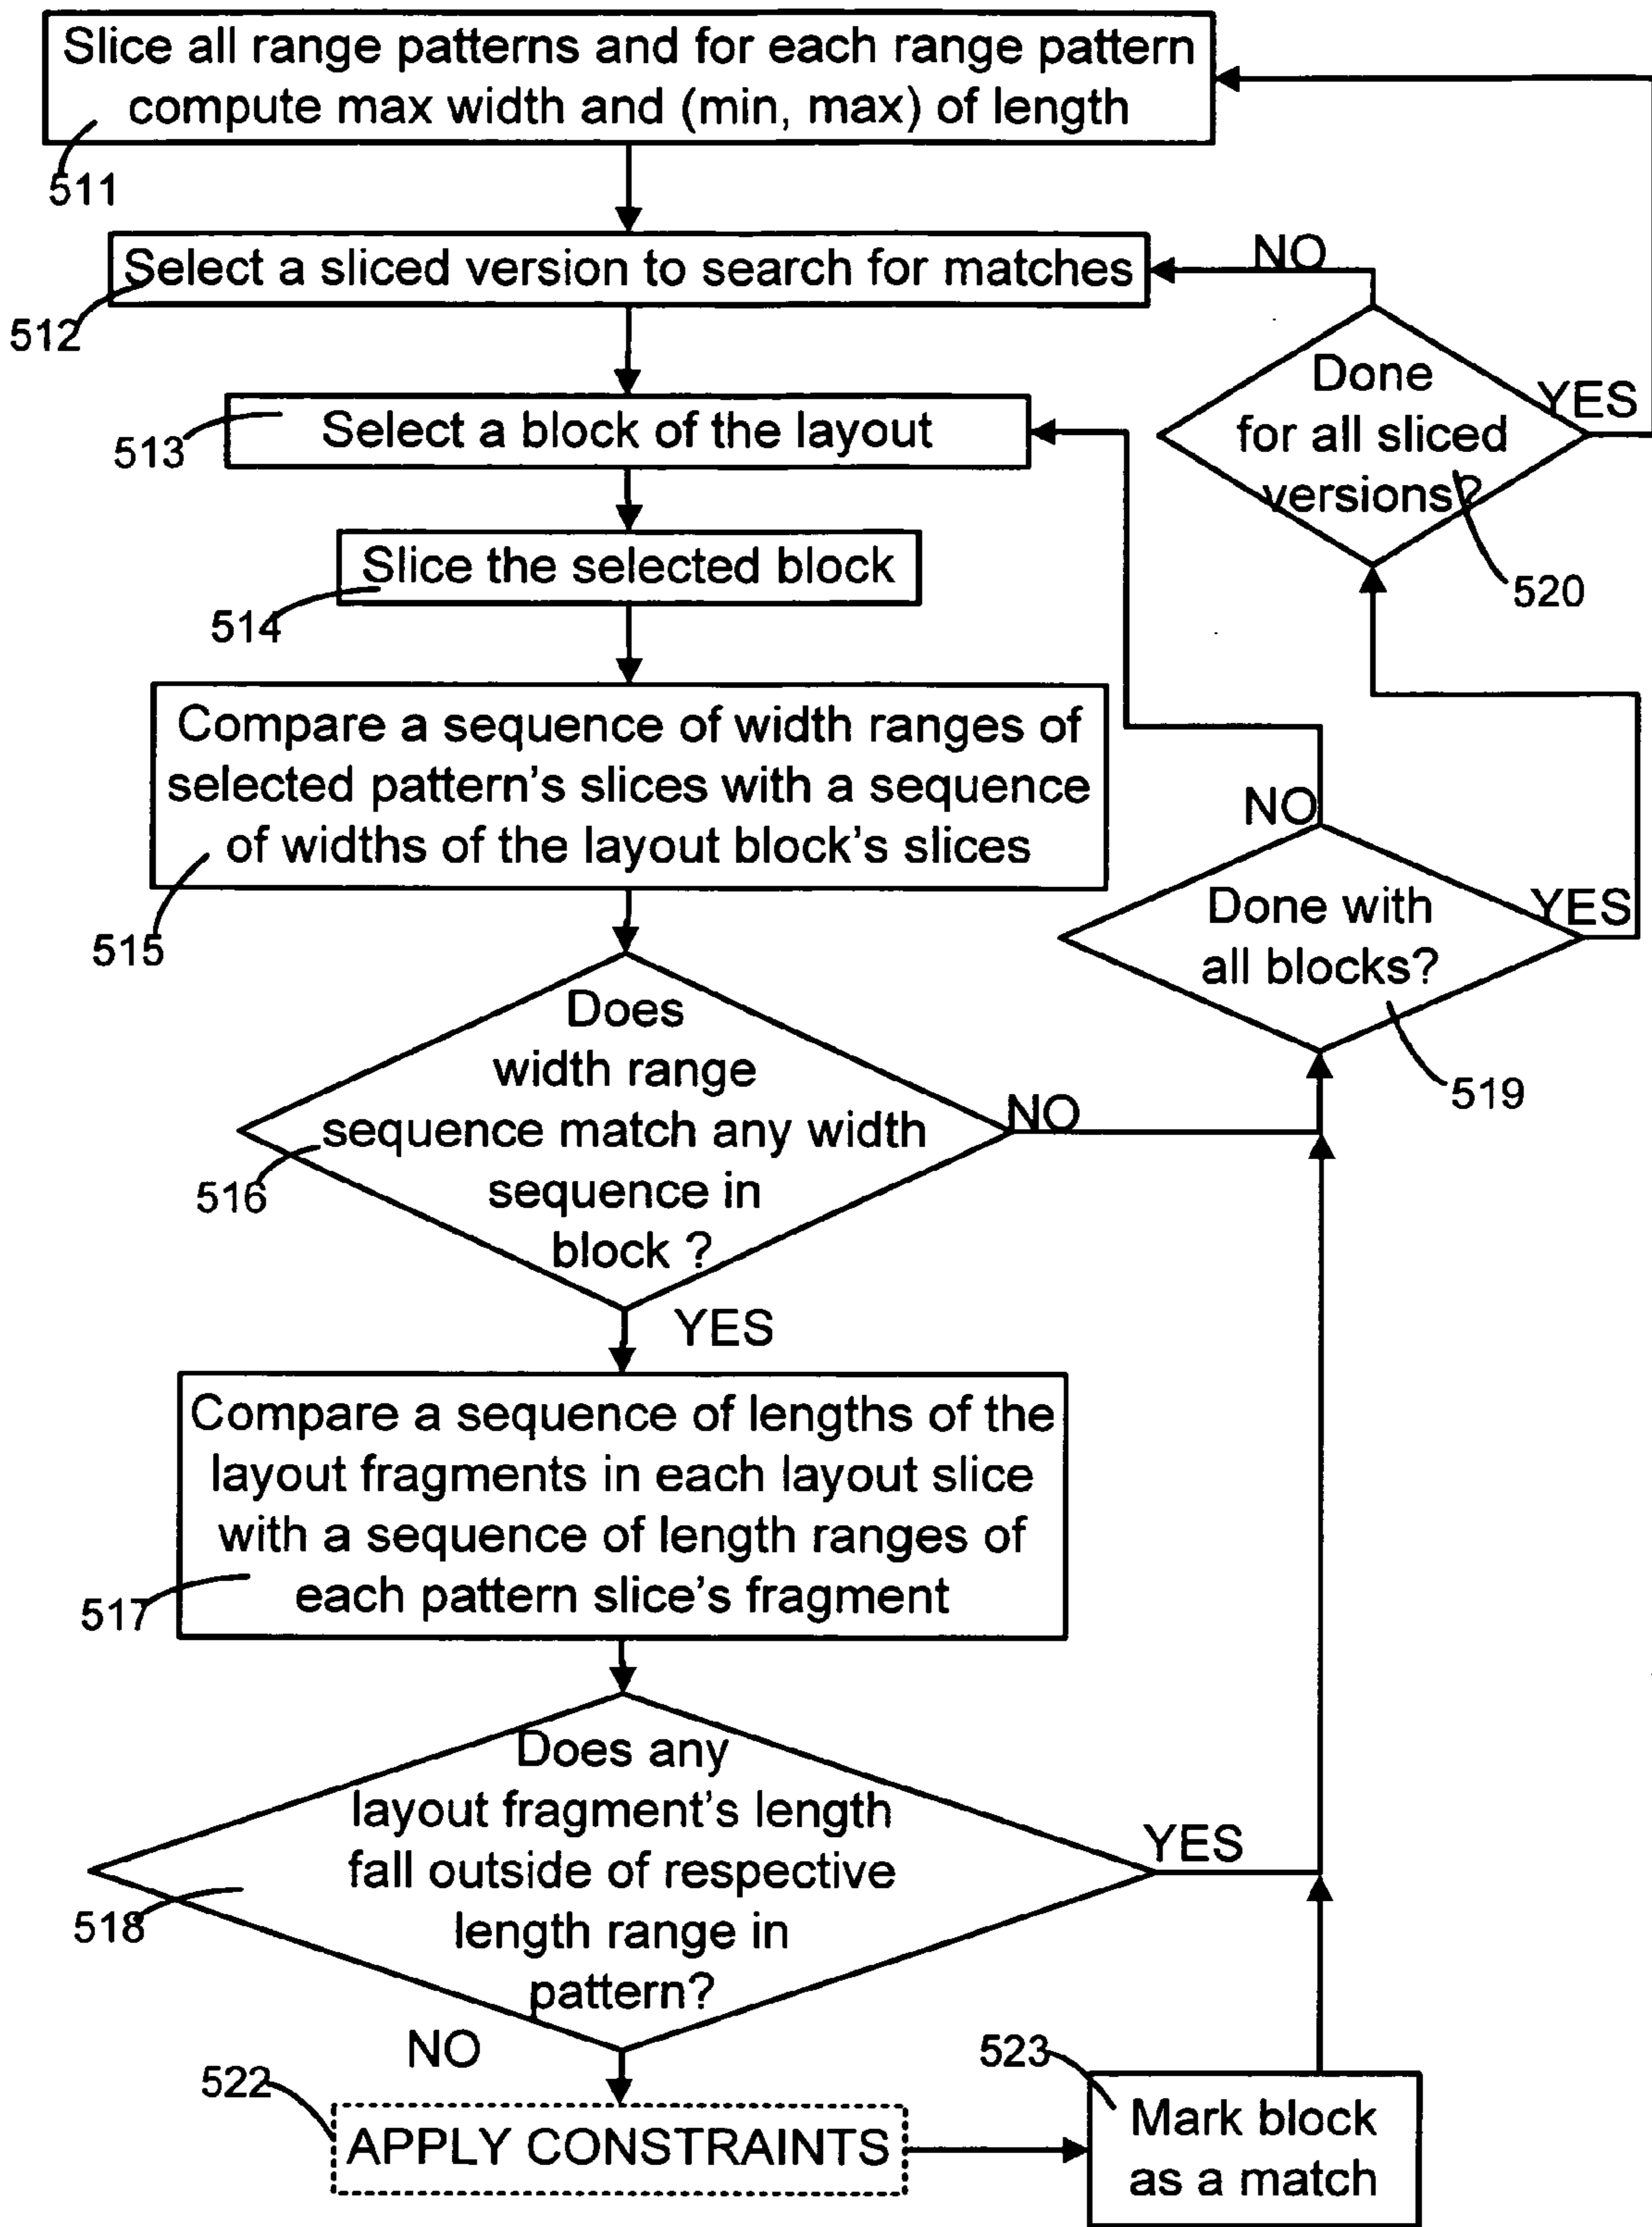 Slice all range patterns and for each range pattern
compute max width and (min, max) of length
511
Select a sliced version to search for matches
512
NO
Done
for all sliced
versions?
YES
520
Select a block of the layout
513
Slice the selected block
514
Compare a sequence of width ranges of
selected pattern's slices with a sequence
of widths of the layout block's slices
515
NO
Done with
all blocks?
YES
519
Does
width range
sequence match any width
sequence in
block ?
516
NO
YES
Compare a sequence of lengths of the
layout fragments in each layout slice
with a sequence of length ranges of
each pattern slice's fragment
517
Does any
layout fragment's length
fall outside of respective
length range in
pattern?
518
YES
NO
522
APPLY CONSTRAINTS
523
Mark block
as a match